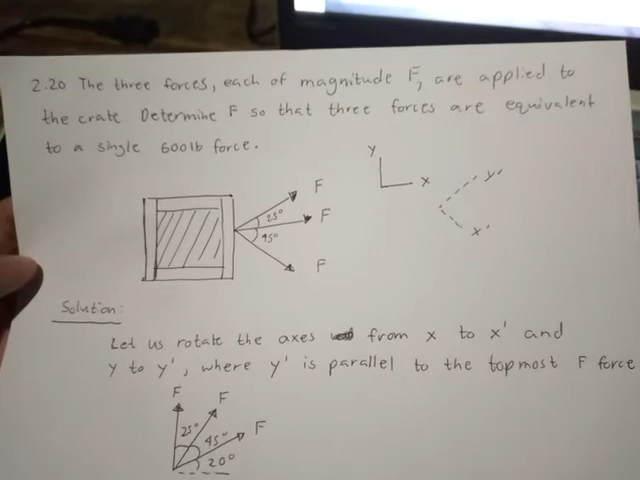 2.20 The three forces, each of magnitude F, are applied to
the crate Determine F so that three forces are equivalent
to a single 600lb force.
y
x
y'
x'
F
25°
F
45°
F
Solution:
Let us rotate the axes from x to x' and
y to y', where y' is parallel to the topmost F force
F
F
25°
45°
F
20°